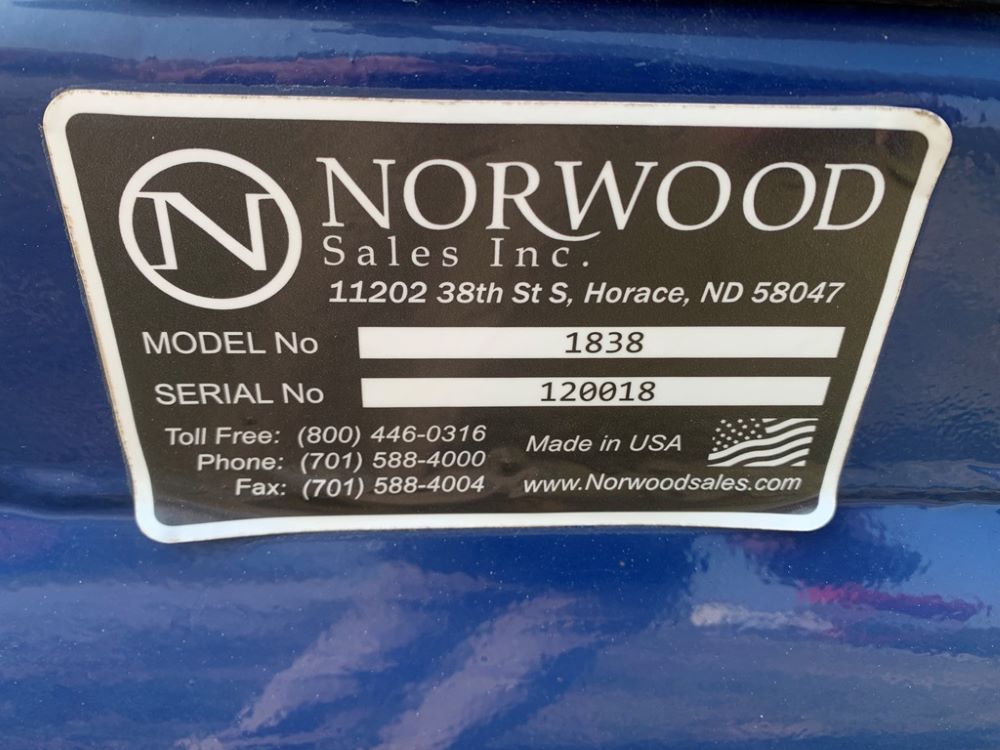 N NORWOOD
Sales Inc.
11202 38th St S, Horace, ND 58047
MODEL No 1838
SERIAL No 120018
Toll Free: (800) 446-0316
Phone: (701) 588-4000
Fax: (701) 588-4004
Made in USA
www.Norwoodsales.com